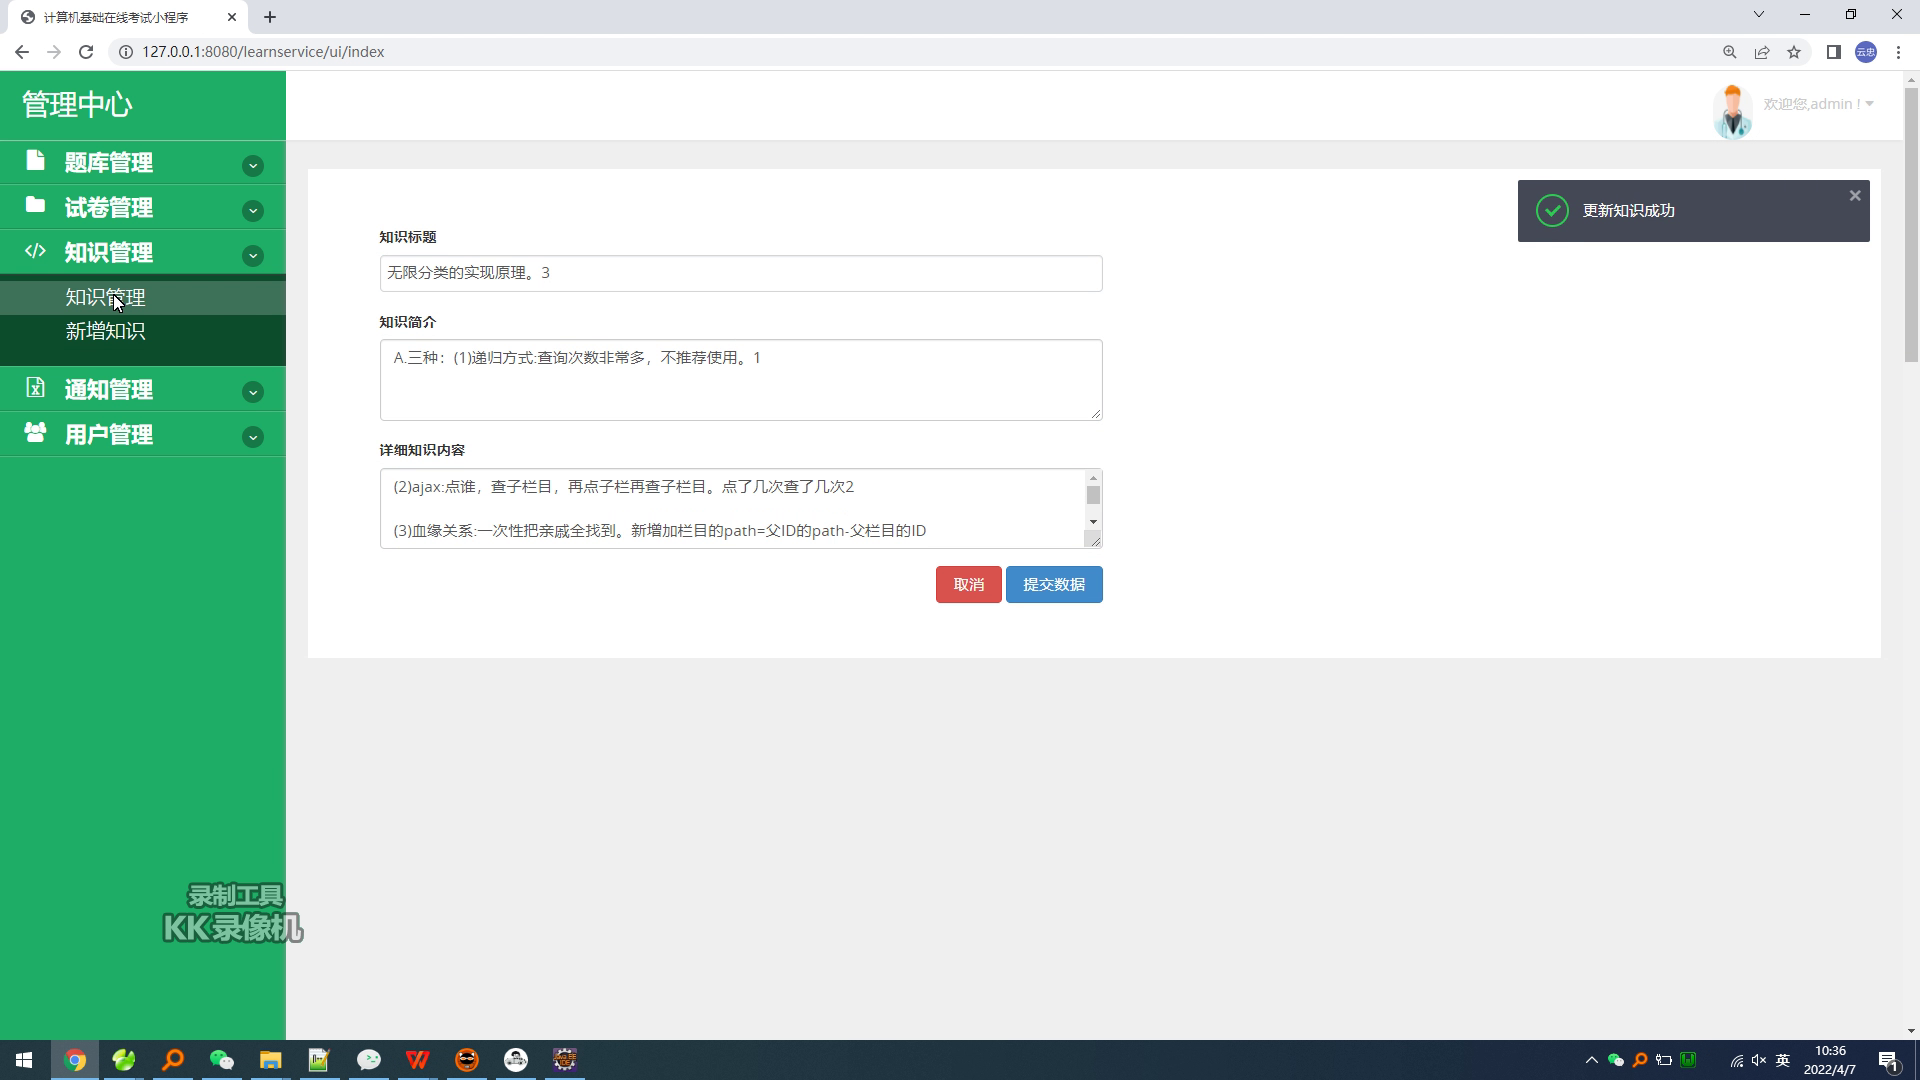 计算机基础在线考试小程序
127.0.0.1:8080/learnservice/ui/index
云忠
管理中心
欢迎您,admin !
题库管理
试卷管理
知识管理
知识管理
新增知识
通知管理
用户管理
更新知识成功
知识标题
无限分类的实现原理。3
知识简介
A.三种：(1)递归方式:查询次数非常多，不推荐使用。1
详细知识内容
(2)ajax:点谁，查子栏目，再点子栏再查子栏目。点了几次查了几次2
(3)血缘关系:一次性把亲戚全找到。新增加栏目的path=父ID的path-父栏目的ID
取消
提交数据
录制工具
KK录像机
英
10:36
2022/4/7
1